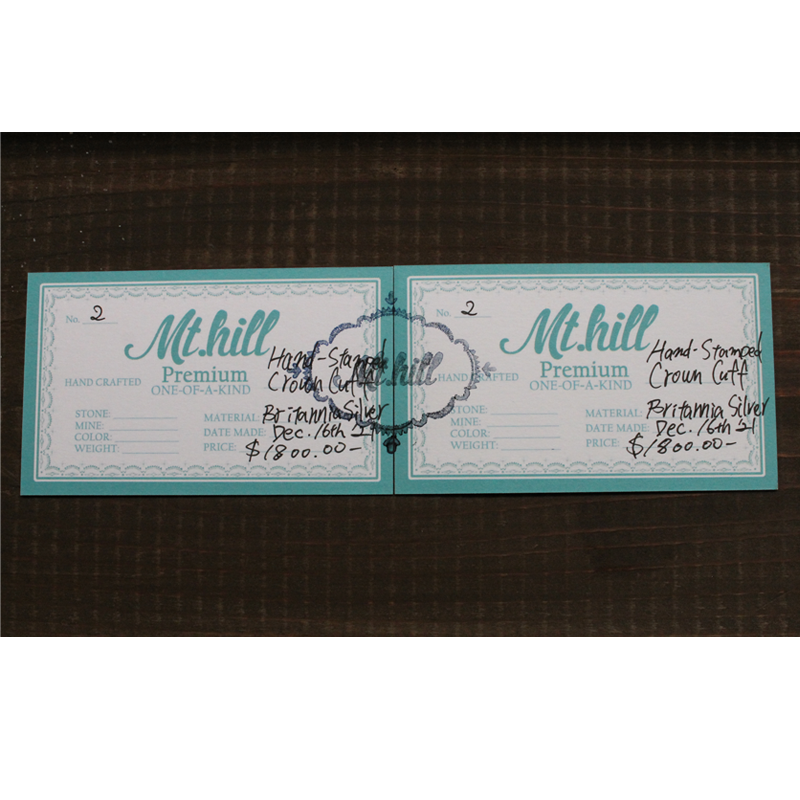 No. 2
Mt.hill
Premium
HAND CRAFTED ONE-OF-A-KIND
Hand-Stamped
Crown Cuff
STONE:
MINE:
COLOR:
WEIGHT:
MATERIAL: Britannia Silver
DATE MADE: Dec. 16th '21
PRICE: $1800.00-
Mt.hill
No. 2
Mt.hill
Premium
HAND CRAFTED ONE-OF-A-KIND
Hand-Stamped
Crown Cuff
STONE:
MINE:
COLOR:
WEIGHT:
MATERIAL: Britannia Silver
DATE MADE: Dec. 16th '21
PRICE: $1800.00-